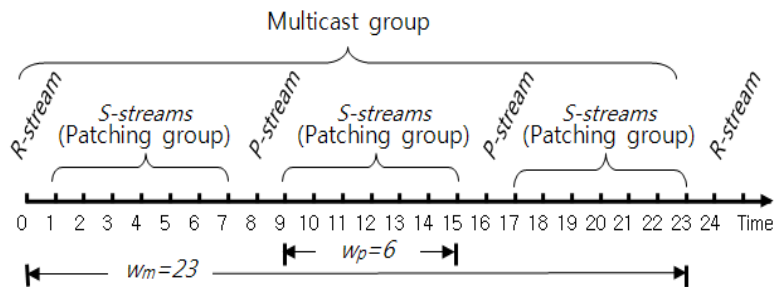 Multicast group
R-stream
S-streams
(Patching group)
P-stream
S-streams
(Patching group)
P-stream
S-streams
(Patching group)
R-stream
0 1 2 3 4 5 6 7 8 9 10 11 12 13 14 15 16 17 18 19 20 21 22 23 24 Time
wp=6
wm=23